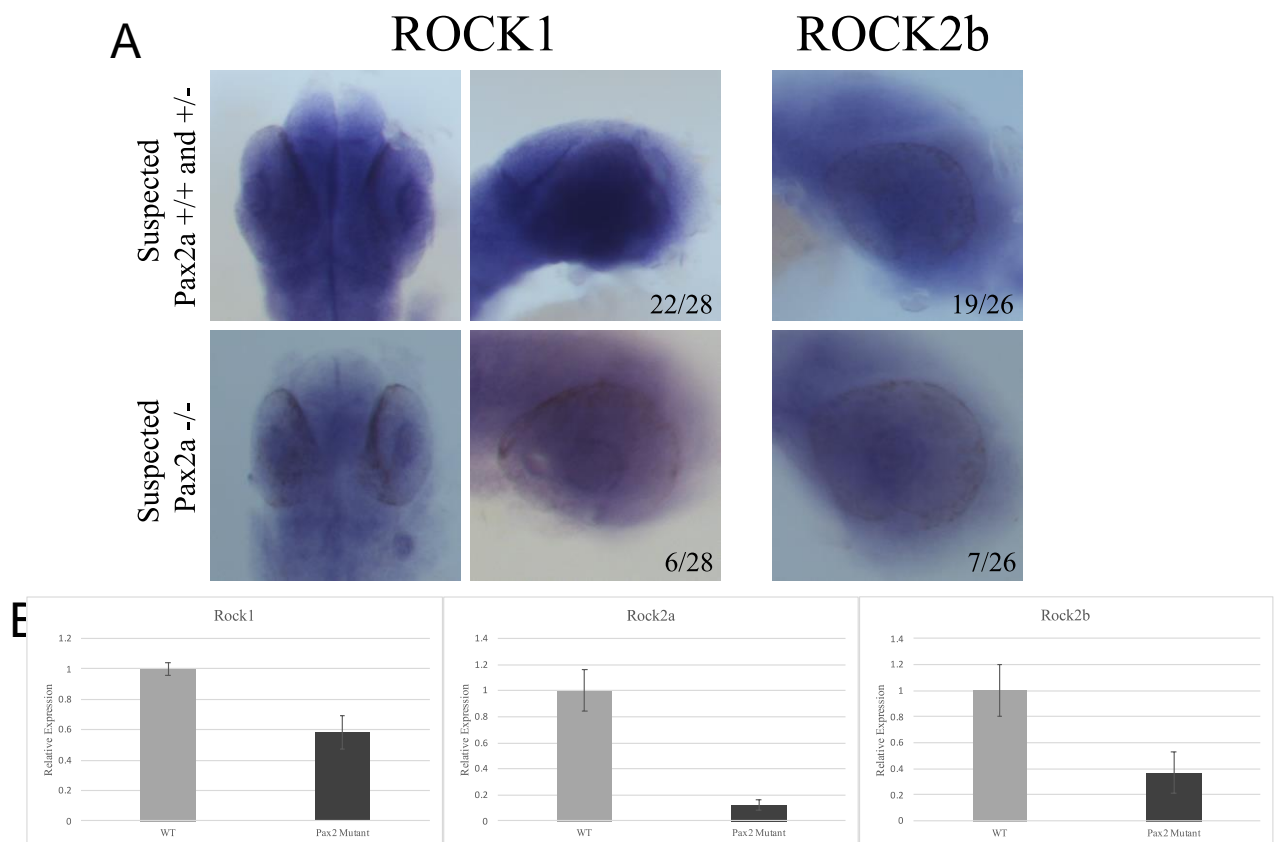 A
ROCK1
ROCK2b
Suspected
Pax2a +/+ and +/-
22/28
19/26
Suspected
Pax2a -/-
6/28
7/26
Rock1
Relative Expression
1.2
1
0.8
0.6
0.4
0.2
0
WT
Pax2 Mutant
Rock2a
Relative Expression
1.4
1.2
1
0.8
0.6
0.4
0.2
0
WT
Pax2 Mutant
Rock2b
Relative Expression
1.4
1.2
1
0.8
0.6
0.4
0.2
0
WT
Pax2 Mutant